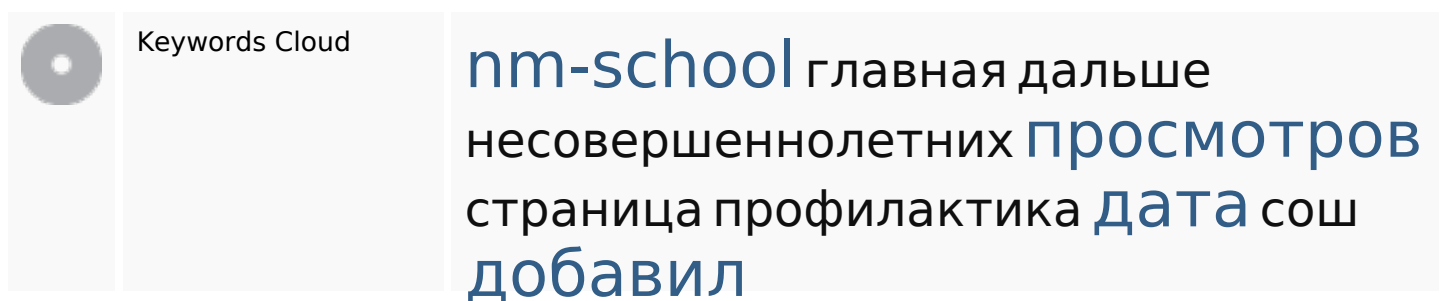 Keywords Cloud
nm-school главная дальше
несовершеннолетних просмотров
страница профилактика дата сош
добавил